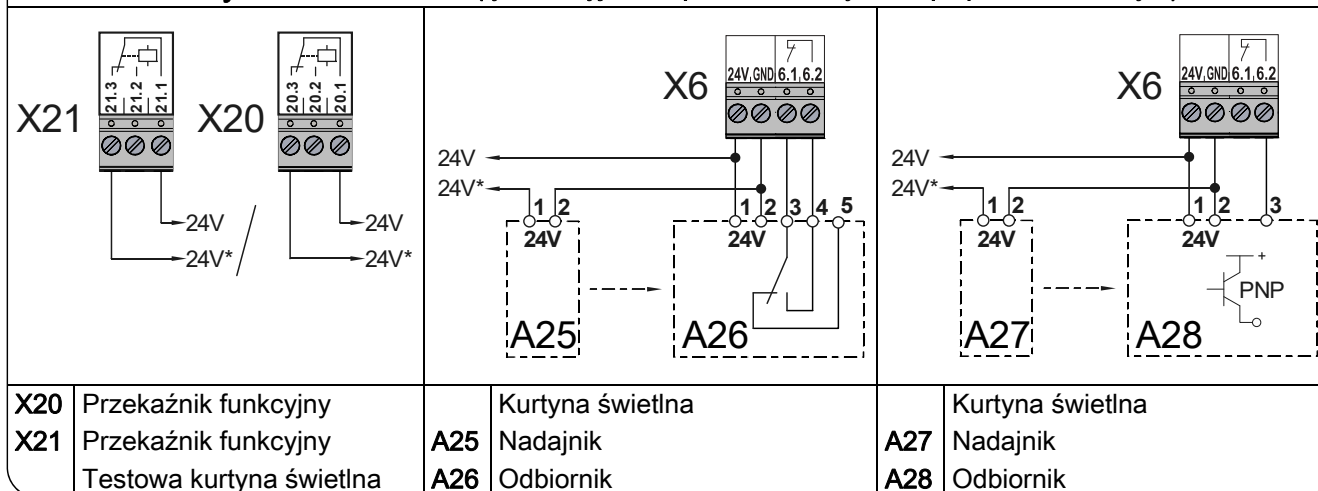 X21
21.3
21.2
21.1
24V
24V*
X20
20.3
20.2
20.1
24V
24V*
X6
24V GND 6.1 6.2
24V
24V*
1 2
24V
A25
1 2 3 4 5
24V
A26
X6
24V GND 6.1 6.2
24V
24V*
1 2
24V
A27
1 2 3
24V
+
PNP
A28
X20 Przekaźnik funkcyjny
X21 Przekaźnik funkcyjny
Testowa kurtyna świetlna
Kurtyna świetlna
A25 Nadajnik
A26 Odbiornik
Kurtyna świetlna
A27 Nadajnik
A28 Odbiornik